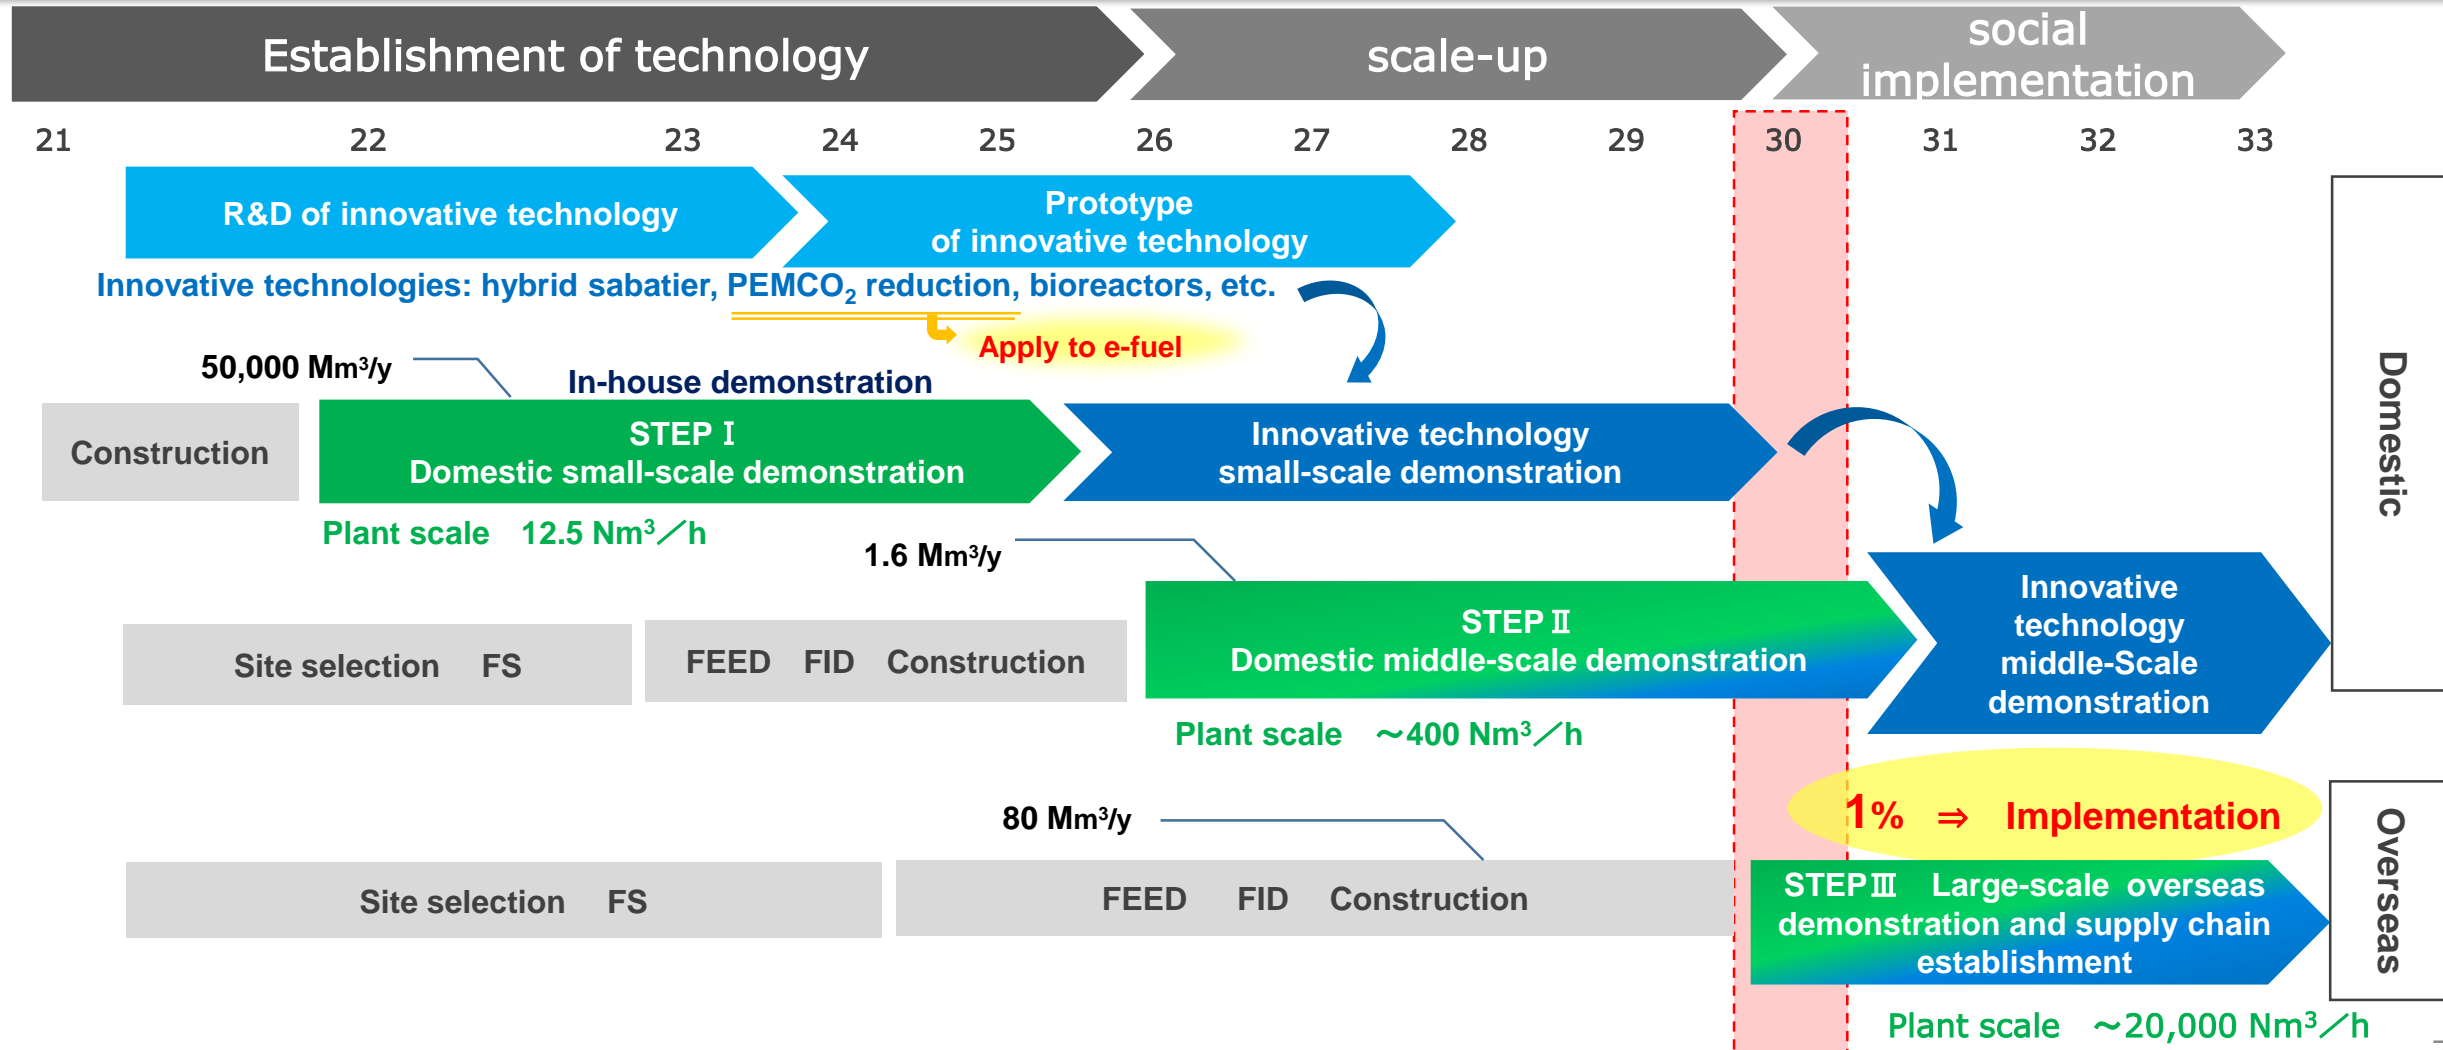 Establishment of technology
scale-up
social
implementation
21 22 23 24 25 26 27 28 29 30 31 32 33
R&D of innovative technology
Prototype
of innovative technology
Innovative technologies: hybrid sabatier, PEMCO₂ reduction, bioreactors, etc.
Apply to e-fuel
50,000 Mm³/y
In-house demonstration
Construction
STEP Ⅰ
Domestic small-scale demonstration
Innovative technology
small-scale demonstration
Plant scale 12.5 Nm³／h
1.6 Mm³/y
Site selection FS
FEED FID Construction
STEP Ⅱ
Domestic middle-scale demonstration
Innovative
technology
middle-Scale
demonstration
Plant scale ～400 Nm³／h
Domestic
80 Mm³/y
1% ⇒ Implementation
Site selection FS
FEED FID Construction
STEPⅢ Large-scale overseas
demonstration and supply chain
establishment
Plant scale ～20,000 Nm³／h
Overseas